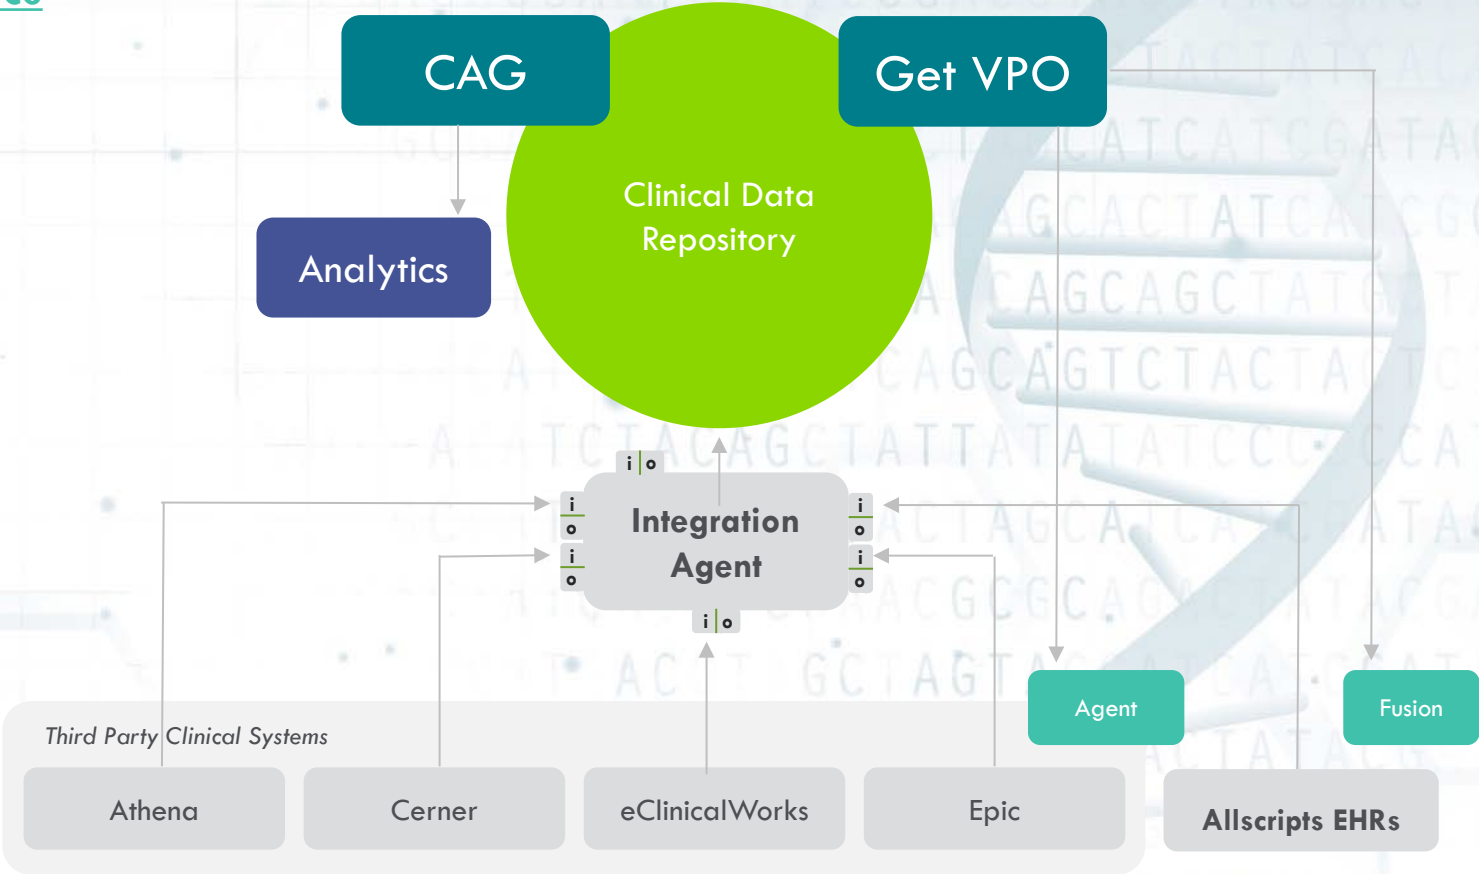 CAG
Get VPO
Clinical Data
Repository
Analytics
i o
i
o
i
o
Integration
Agent
i
o
i
o
i o
Agent
Fusion
Third Party Clinical Systems
Athena
Cerner
eClinicalWorks
Epic
Allscripts EHRs